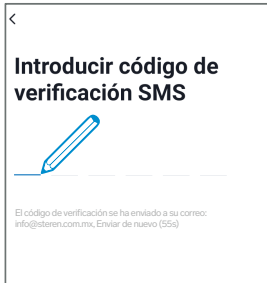 Introducir código de
verificación SMS
El código de verificación se ha enviado a su correo:
info@steren.com.mx, Enviar de nuevo (55s)